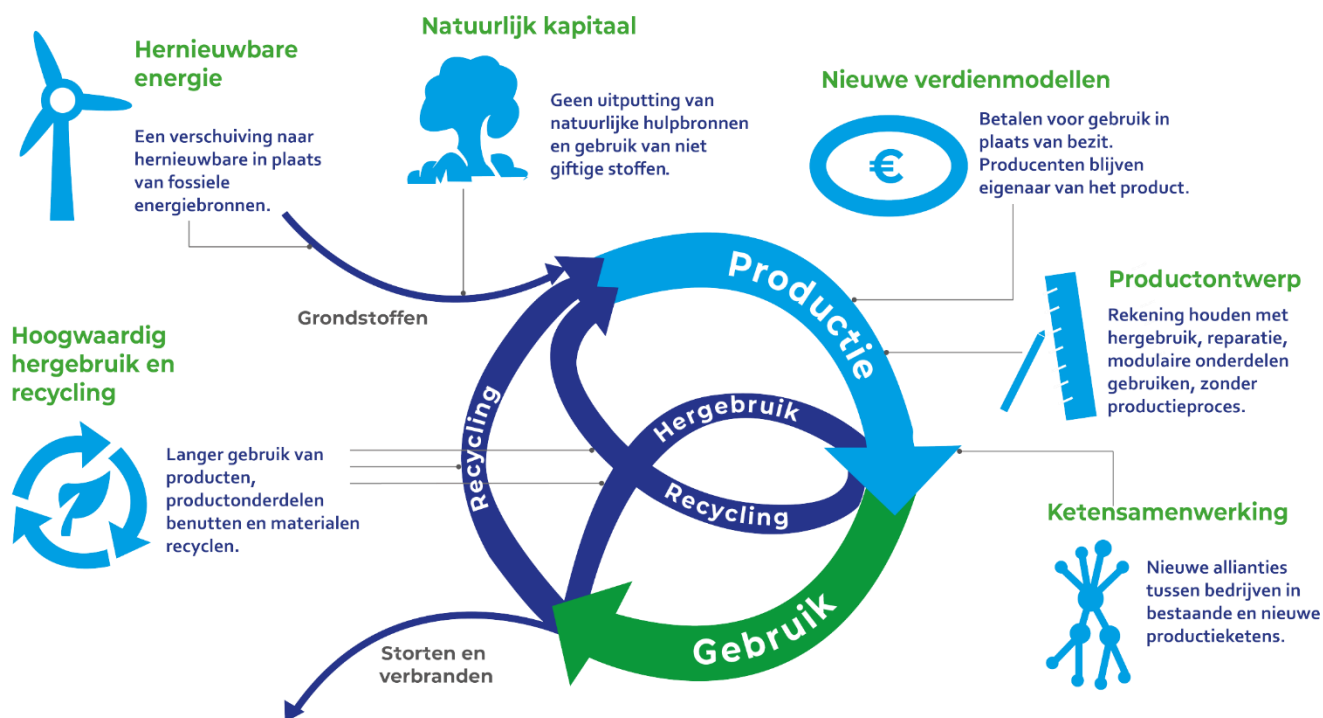 Hernieuwbare
energie
Een verschuiving naar
hernieuwbare in plaats
van fossiele
energiebronnen.
Natuurlijk kapitaal
Geen uitputting van
natuurlijke hulpbronnen
en gebruik van niet
giftige stoffen.
Nieuwe verdienmodellen
€
Betalen voor gebruik in
plaats van bezit.
Producenten blijven
eigenaar van het product.
Productontwerp
Rekening houden met
hergebruik, reparatie,
modulaire onderdelen
gebruiken, zonder
productieproces.
Grondstoffen
Productie
Hoogwaardig
hergebruik en
recycling
Langer gebruik van
producten,
productonderdelen
benutten en materialen
recyclen.
Recycling
Hergebruik
Recycling
Ketensamenwerking
Nieuwe allianties
tussen bedrijven in
bestaande en nieuwe
productieketens.
Gebruik
Storten en
verbranden